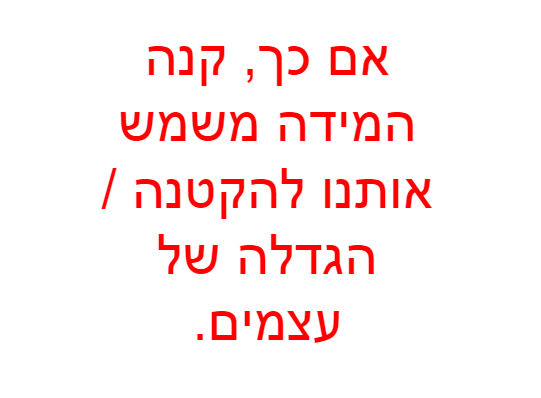 אם כך, קנה
המידה משמש
אותנו להקטנה /
הגדלה של
עצמים.